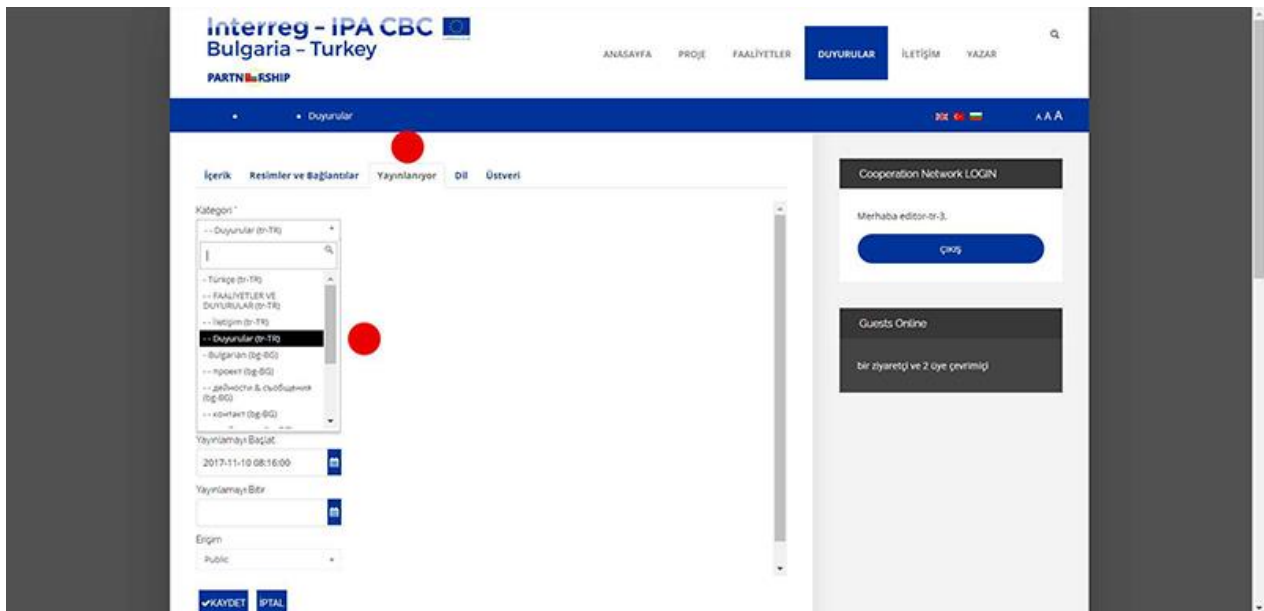 Interreg - IPA CBC
Bulgaria - Turkey
PARTNERSHIP
ANASAYFA PROJE FAALİYETLER DUYURULAR İLETİŞİM YAZAR
Duyurular
A A A
İçerik Resimler ve Bağlantılar Yayınlanıyor Dil Üstveri
Kategori *
- - Duyurular (tr-TR)
- Türkçe (tr-TR)
- - FAALİYETLER VE
DUYURULAR (tr-TR)
- - İletişim (tr-TR)
- - Duyurular (tr-TR)
- Bulgarian (bg-BG)
- - проект (bg-BG)
- - дейности & съобщения
(bg-BG)
- - контакт (bg-BG)
Yayınlamayı Başlat
2017-11-10 08:16:00
Yayınlamayı Bitir
Erişim
Public
KAYDET İPTAL
Cooperation Network LOGIN
Merhaba editor-tr-3,
ÇIKIŞ
Guests Online
bir ziyaretçi ve 2 üye çevrimiçi